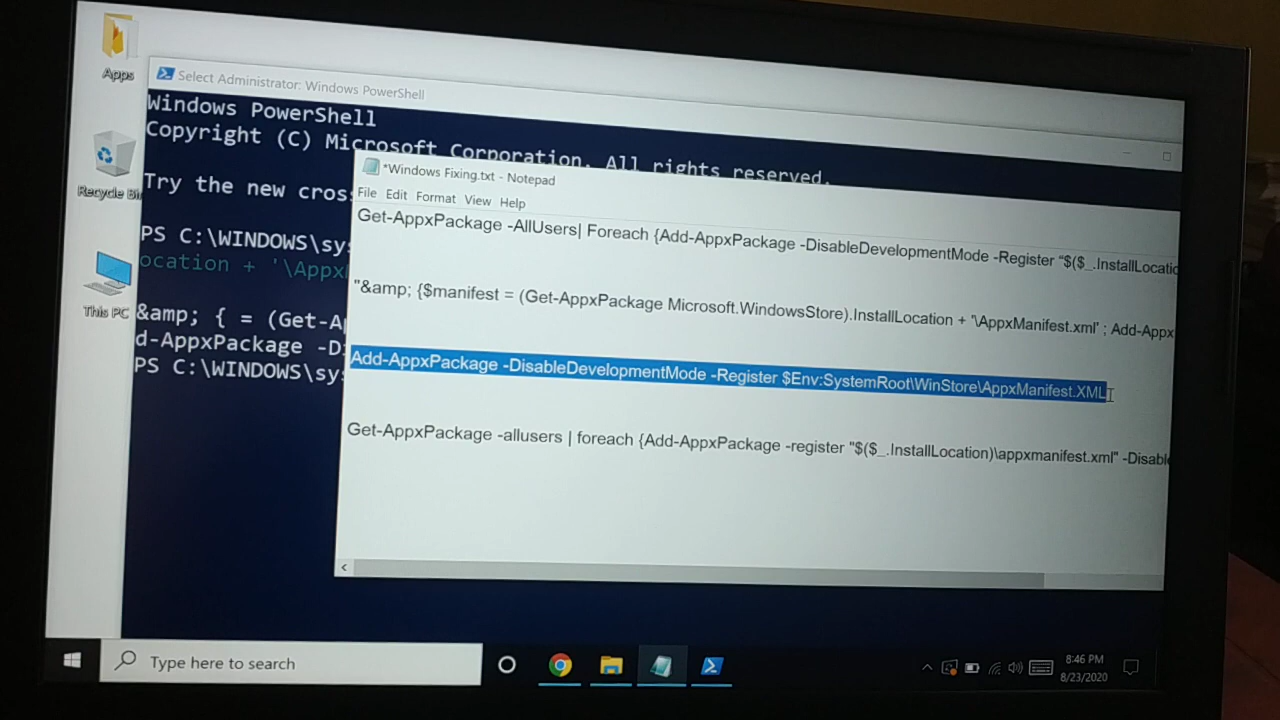 Apps
Select Administrator: Windows PowerShell
Windows PowerShell
Copyright (C) Microsoft Corporation. All rights reserved.
Recycle Bin
Try the new cros
PS C:\WINDOWS\sy
ocation + '\Appx
This PC
&amp; { = (Get-A
d-AppxPackage -D
PS C:\WINDOWS\sy
*Windows Fixing.txt - Notepad
File Edit Format View Help
Get-AppxPackage -AllUsers| Foreach {Add-AppxPackage -DisableDevelopmentMode -Register “$($_.InstallLocatio
"&amp; {$manifest = (Get-AppxPackage Microsoft.WindowsStore).InstallLocation + '\AppxManifest.xml' ; Add-Appx
Add-AppxPackage -DisableDevelopmentMode -Register $Env:SystemRoot\WinStore\AppxManifest.XML
Get-AppxPackage -allusers | foreach {Add-AppxPackage -register "$($_.InstallLocation)\appxmanifest.xml" -Disabl
Type here to search
8:46 PM
8/23/2020